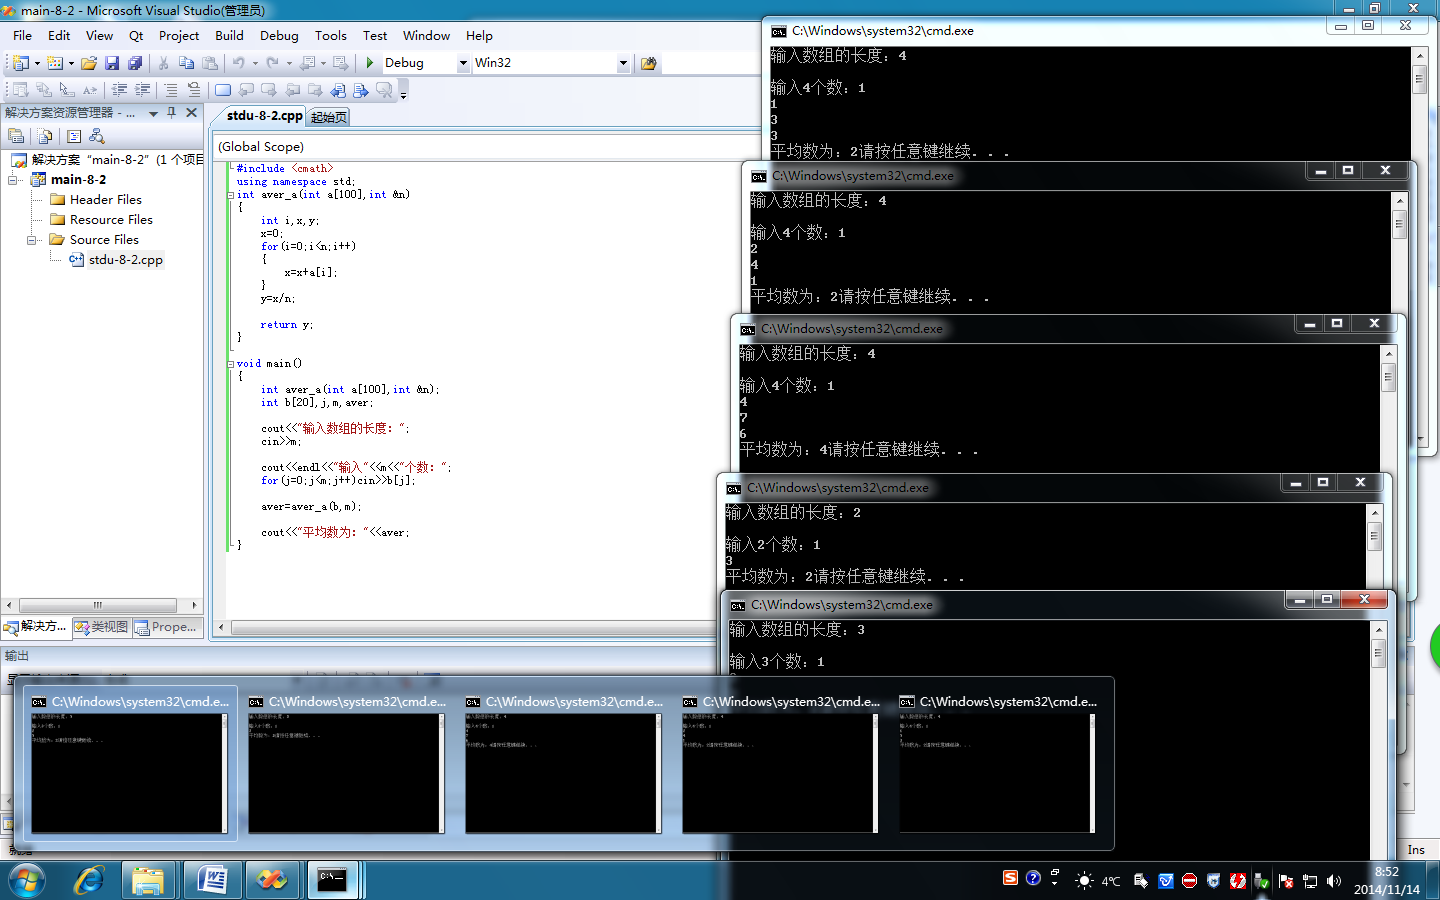 main-8-2 - Microsoft Visual Studio(管理员)
File Edit View Qt Project Build Debug Tools Test Window Help
Debug Win32
解决方案资源管理器 - ...
解决方案 “main-8-2” (1 个项目
main-8-2
Header Files
Resource Files
Source Files
stdu-8-2.cpp
解决方... 类视图 Prope...
输出
stdu-8-2.cpp 起始页
(Global Scope)
#include <cmath>
using namespace std;
int aver_a(int a[100],int &n)
{
int i,x,y;
x=0;
for(i=0;i<n;i++)
{
x=x+a[i];
}
y=x/n;
return y;
}
void main()
{
int aver_a(int a[100],int &n);
int b[20],j,m,aver;
cout<<"输入数组的长度：";
cin>>m;
cout<<endl<<"输入"<<m<<"个数：";
for(j=0;j<m;j++)cin>>b[j];
aver=aver_a(b,m);
cout<<"平均数为："<<aver;
}
C:\Windows\system32\cmd.exe
输入数组的长度：4
输入4个数：1
1
3
3
平均数为：2请按任意键继续. . .
C:\Windows\system32\cmd.exe
输入数组的长度：4
输入4个数：1
2
4
1
平均数为：2请按任意键继续. . .
C:\Windows\system32\cmd.exe
输入数组的长度：4
输入4个数：1
4
7
6
平均数为：4请按任意键继续. . .
C:\Windows\system32\cmd.exe
输入数组的长度：2
输入2个数：1
3
平均数为：2请按任意键继续. . .
C:\Windows\system32\cmd.exe
输入数组的长度：3
输入3个数：1
C:\Windows\system32\cmd.e... C:\Windows\system32\cmd.e... C:\Windows\system32\cmd.e... C:\Windows\system32\cmd.e... C:\Windows\system32\cmd.e...
Ins
4℃
8:52
2014/11/14